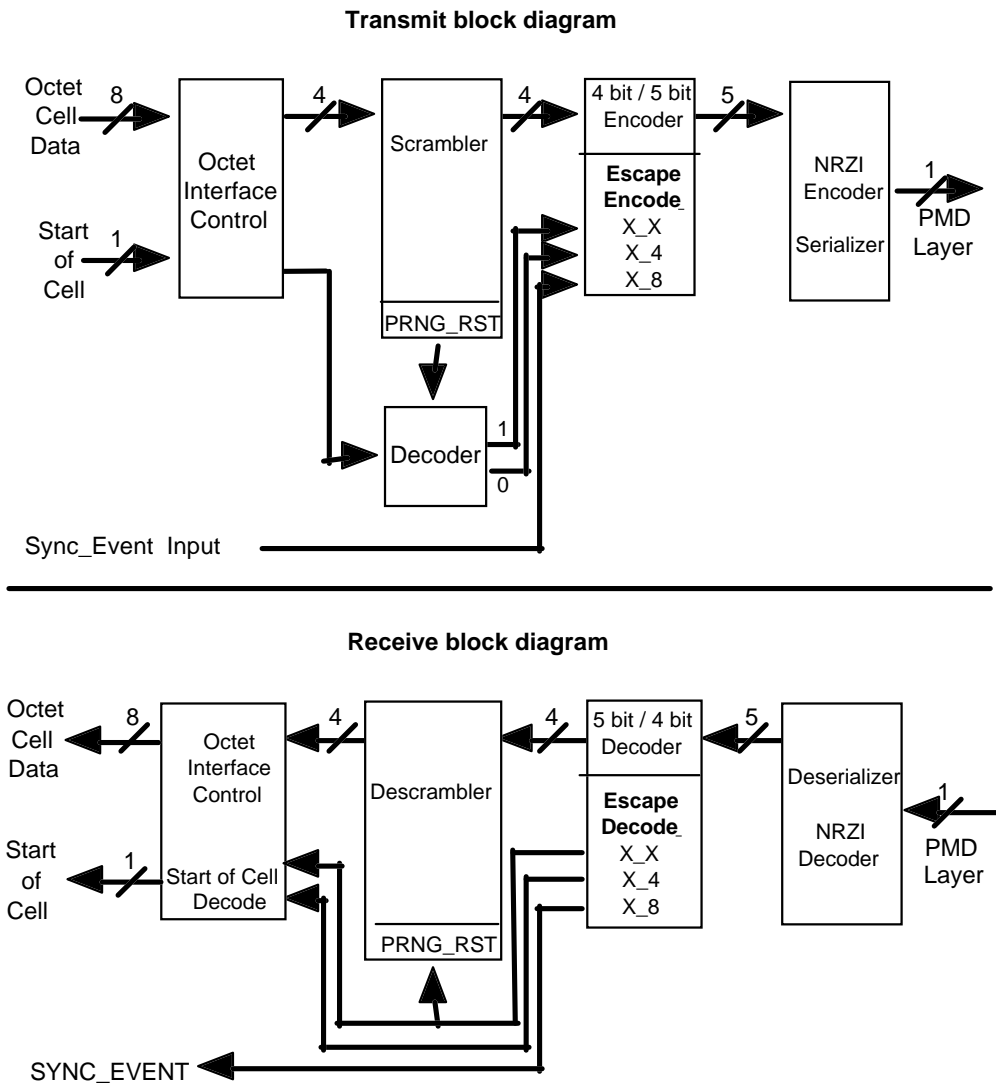 Transmit block diagram
Octet
Cell
Data
8
Start
of
Cell
1
Octet
Interface
Control
4
Scrambler
PRNG_RST
4
4 bit / 5 bit
Encoder
Escape
Encode_
X_X
X_4
X_8
5
NRZI
Encoder
Serializer
1
PMD
Layer
Decoder
1
0
Sync_Event Input
Receive block diagram
Octet
Cell
Data
8
Start
of
Cell
1
Octet
Interface
Control
Start of Cell
Decode
4
Descrambler
PRNG_RST
4
5 bit / 4 bit
Decoder
Escape
Decode_
X_X
X_4
X_8
5
Deserializer
NRZI
Decoder
1
PMD
Layer
SYNC_EVENT